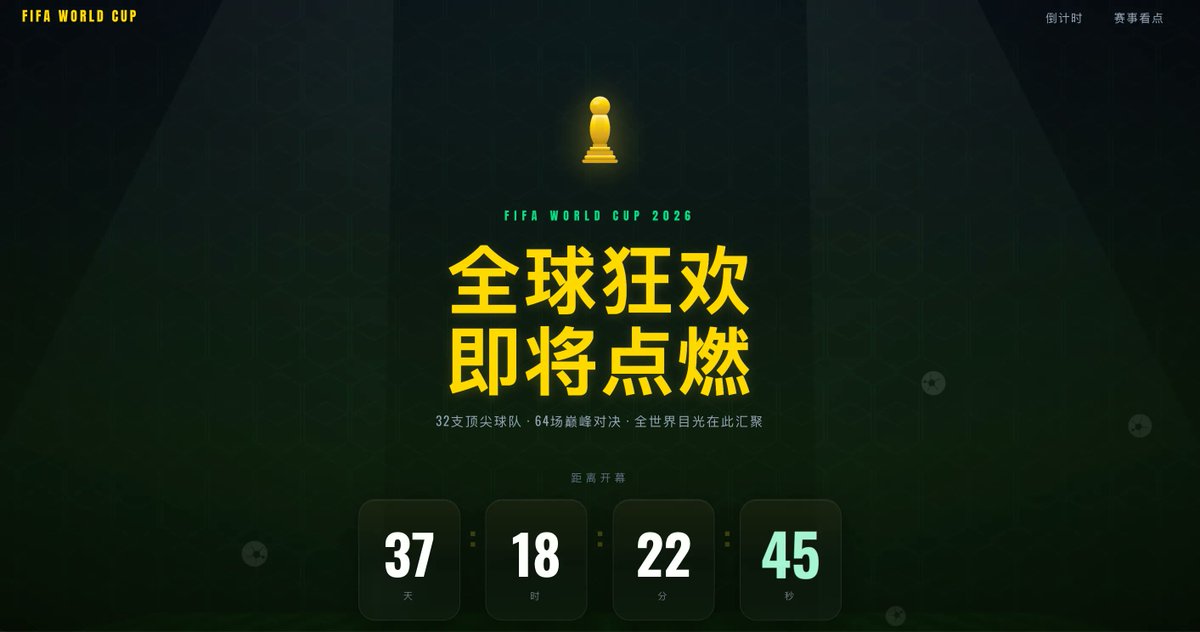 FIFA WORLD CUP
倒计时 赛事看点
FIFA WORLD CUP 2026
全球狂欢
即将点燃
32支顶尖球队 · 64场巅峰对决 · 全世界目光在此汇聚
距离开幕
37 : 18 : 22 : 45
天 时 分 秒